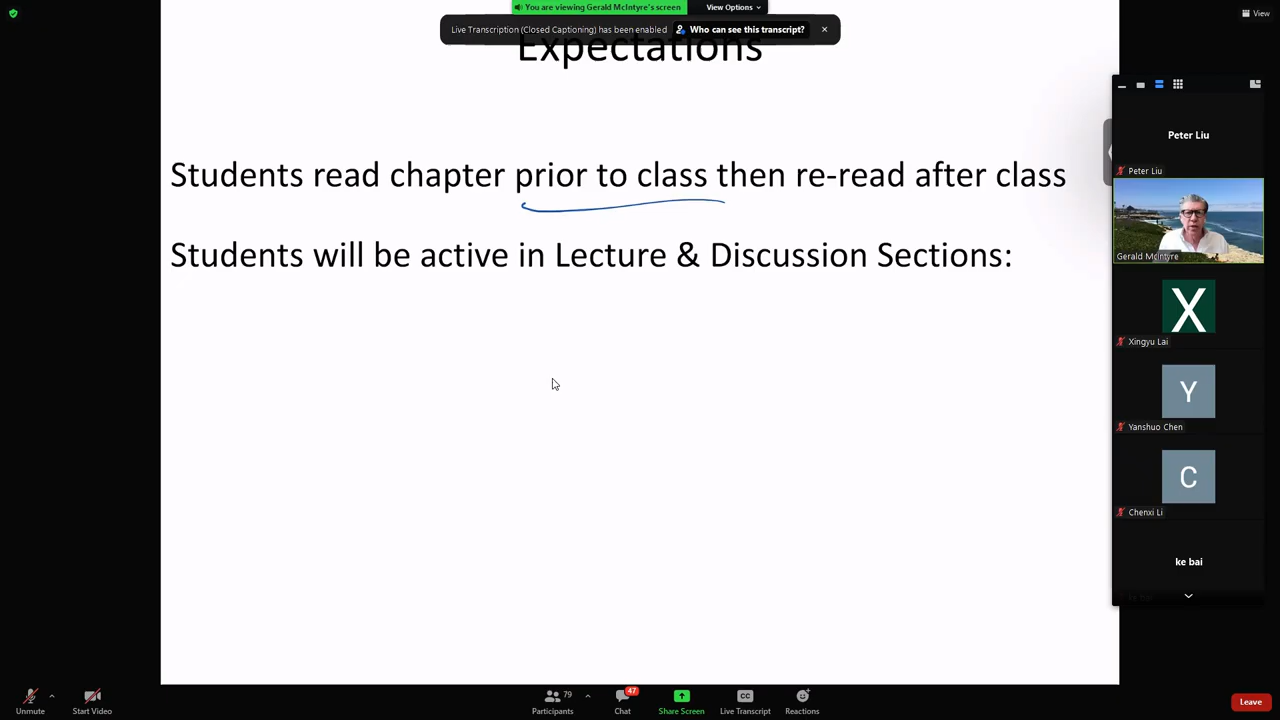 You are viewing Gerald McIntyre's screen
View Options
View
Live Transcription (Closed Captioning) has been enabled
Who can see this transcript?
Expectations
Students read chapter prior to class then re-read after class
Students will be active in Lecture & Discussion Sections:
Peter Liu
Peter Liu
Gerald McIntyre
X
Xingyu Lai
Y
Yanshuo Chen
C
Chenxi Li
ke bai
Unmute
Start Video
79
Participants
47
Chat
Share Screen
CC
Live Transcript
Reactions
Leave